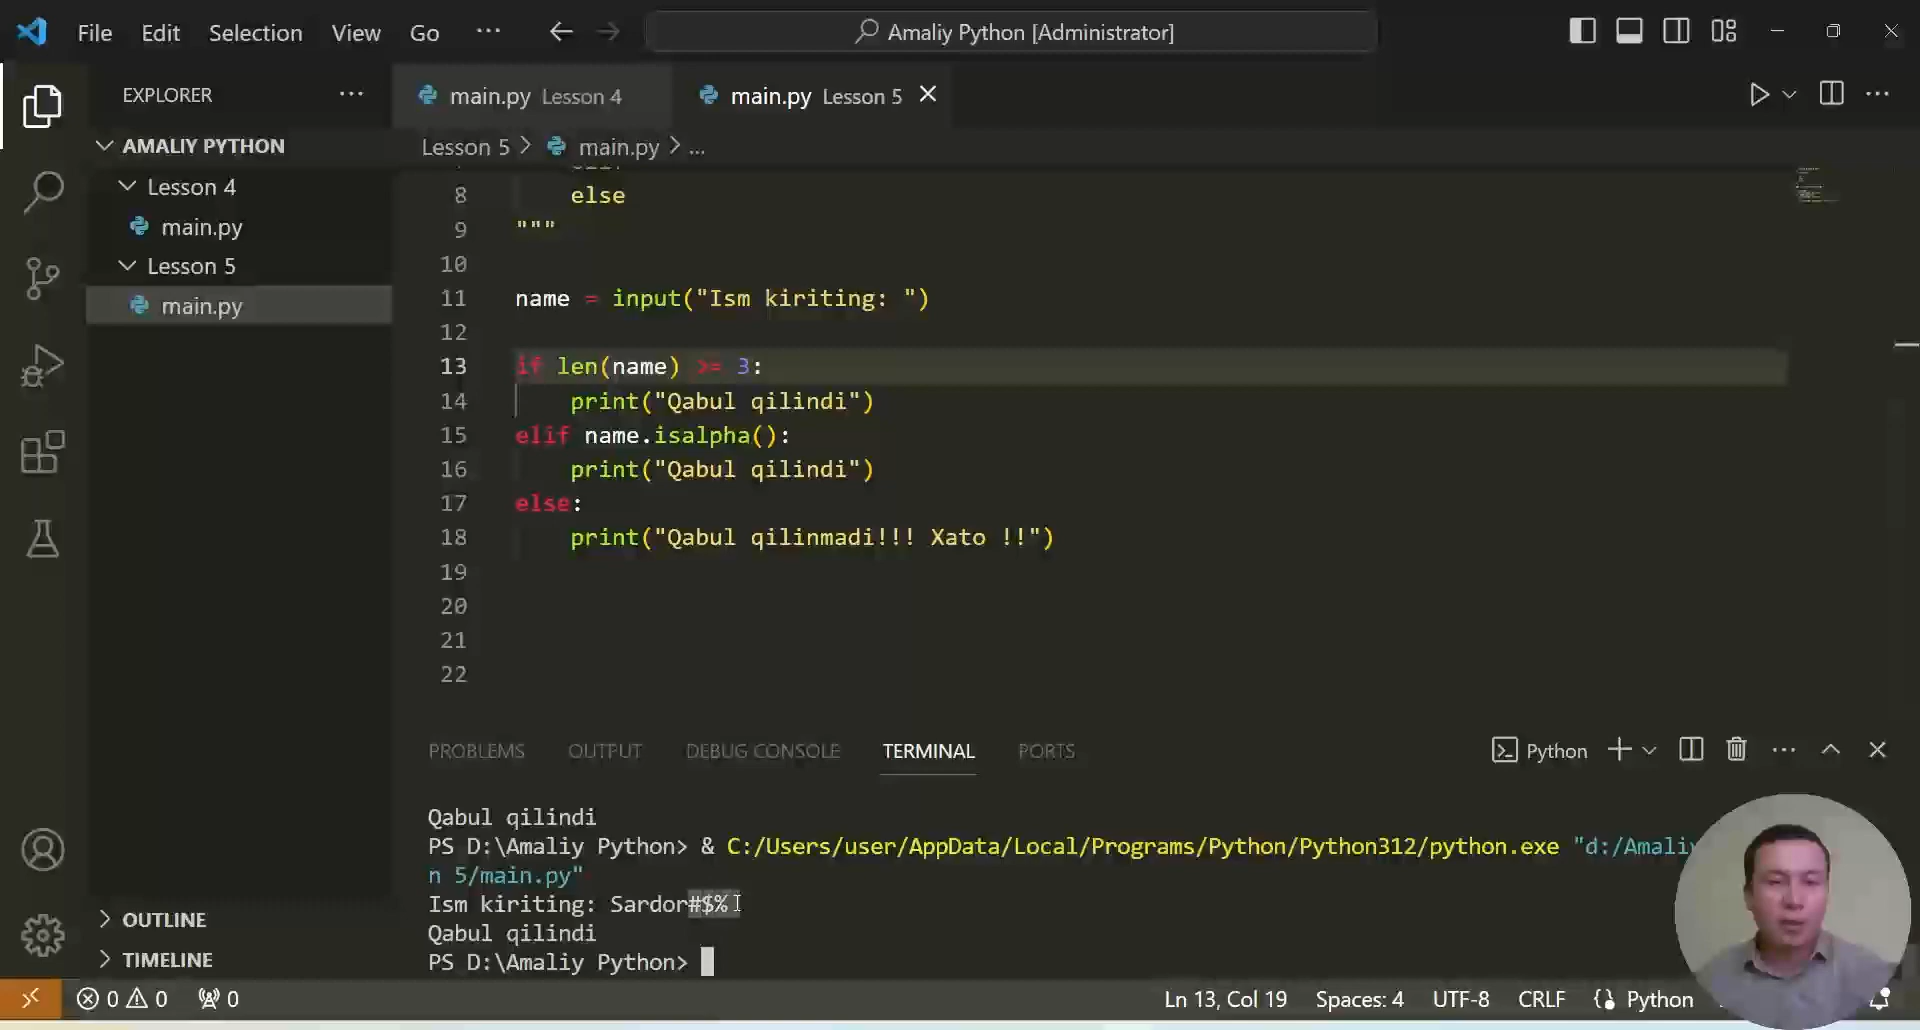 File Edit Selection View Go ... Amaliy Python [Administrator]
EXPLORER ...
main.py Lesson 4 main.py Lesson 5
AMALIY PYTHON
Lesson 5 > main.py > ...
Lesson 4
main.py
Lesson 5
main.py
8 else
9 """
10
11 name = input("Ism kiriting: ")
12
13 if len(name) >= 3:
14 print("Qabul qilindi")
15 elif name.isalpha():
16 print("Qabul qilindi")
17 else:
18 print("Qabul qilinmadi!!! Xato !!")
19
20
21
22
PROBLEMS OUTPUT DEBUG CONSOLE TERMINAL PORTS Python
Qabul qilindi
PS D:\Amaliy Python> & C:/Users/user/AppData/Local/Programs/Python/Python312/python.exe "d:/Amaliy
n 5/main.py"
Ism kiriting: Sardor#$%
Qabul qilindi
PS D:\Amaliy Python>
OUTLINE
TIMELINE
0 0 0 Ln 13, Col 19 Spaces: 4 UTF-8 CRLF Python